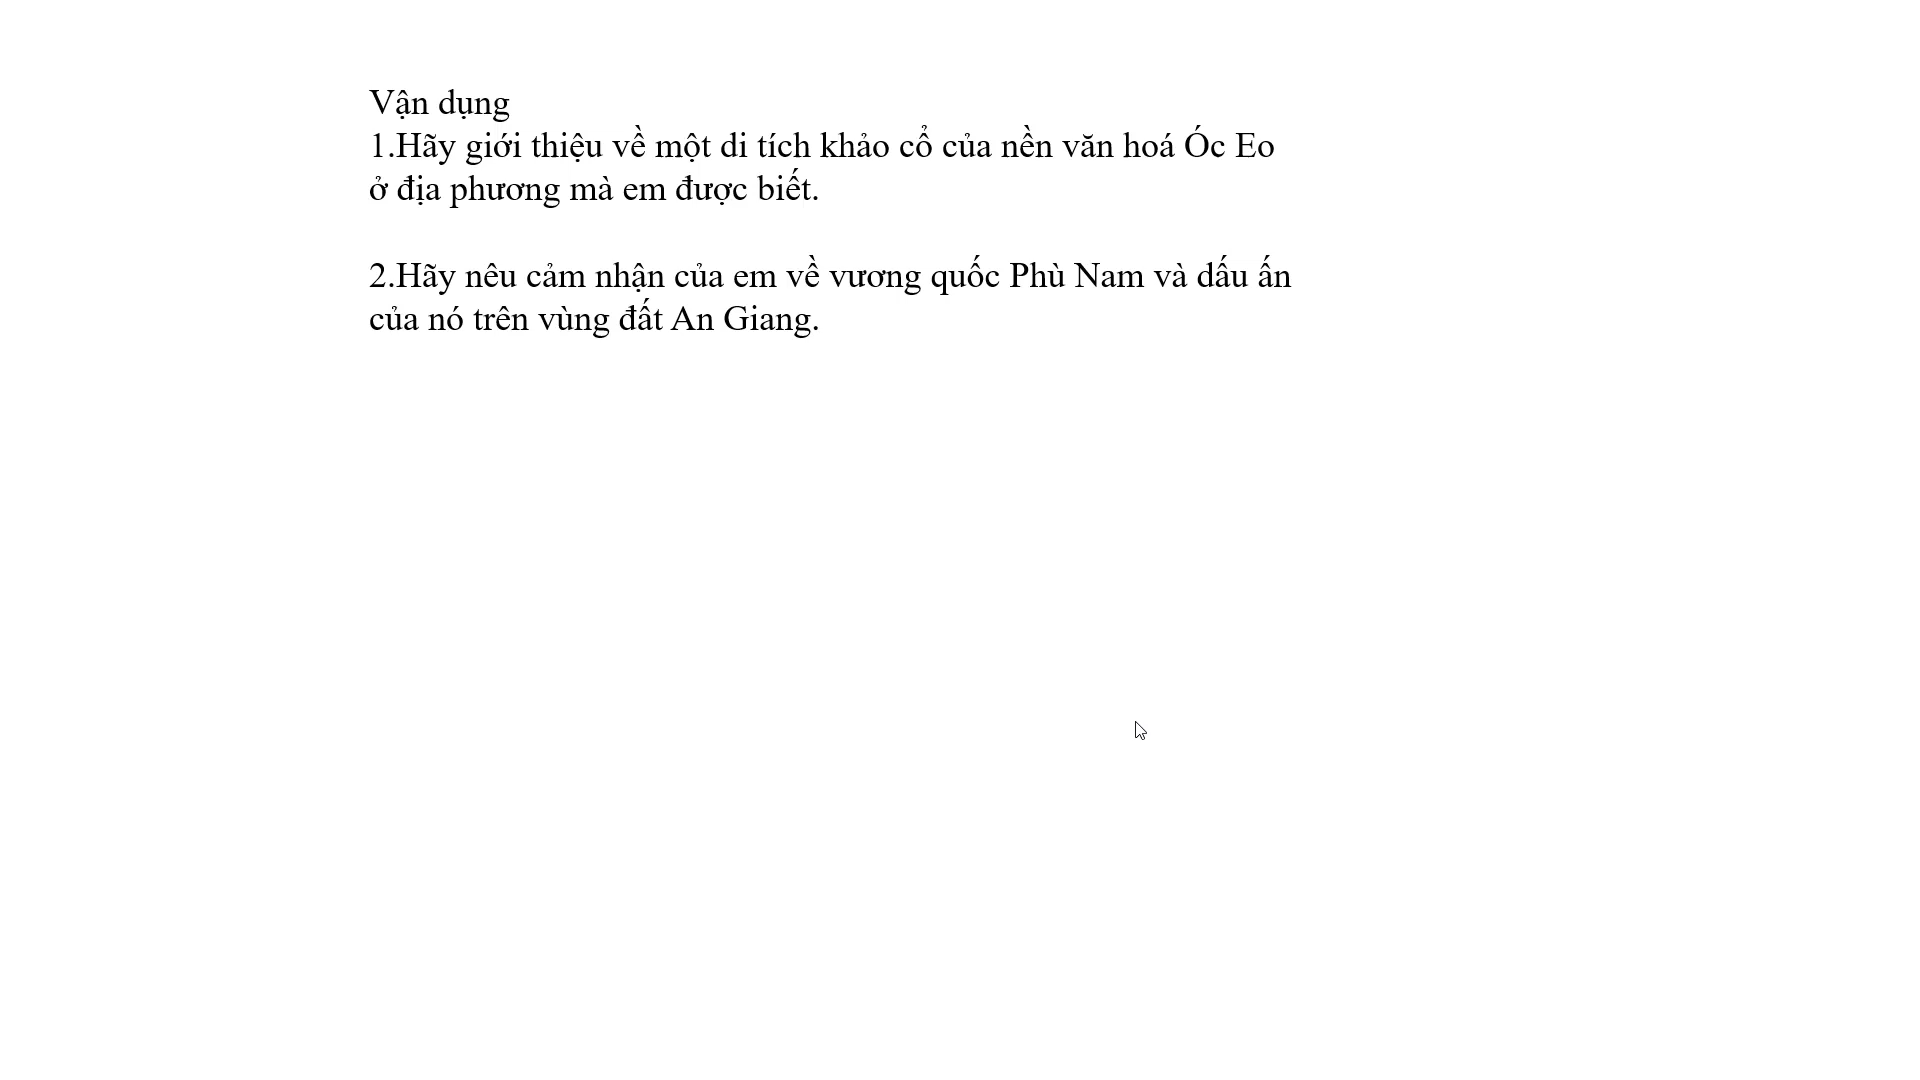 Vận dụng
1.Hãy giới thiệu về một di tích khảo cổ của nền văn hoá Óc Eo
ở địa phương mà em được biết.
2.Hãy nêu cảm nhận của em về vương quốc Phù Nam và dấu ấn
của nó trên vùng đất An Giang.